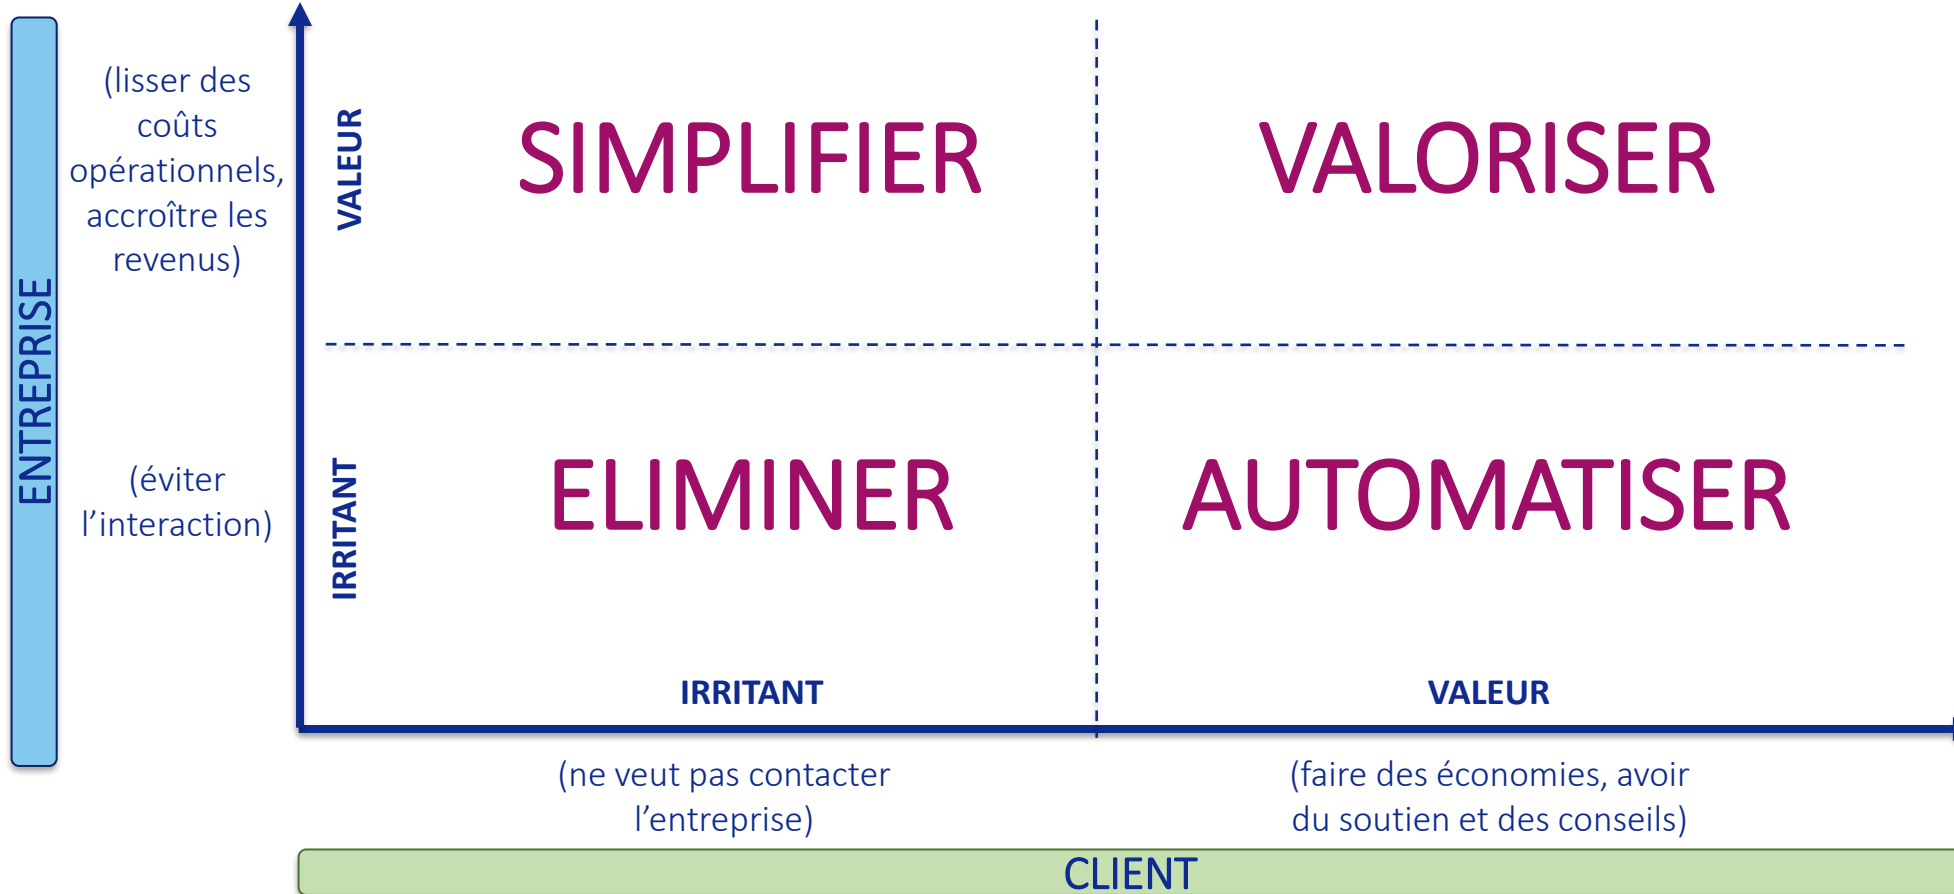 ENTREPRISE
(lisser des
coûts
opérationnels,
accroître les
revenus)
VALEUR
SIMPLIFIER
VALORISER
(éviter
l’interaction)
IRRITANT
ELIMINER
AUTOMATISER
IRRITANT
VALEUR
(ne veut pas contacter
l’entreprise)
(faire des économies, avoir
du soutien et des conseils)
CLIENT